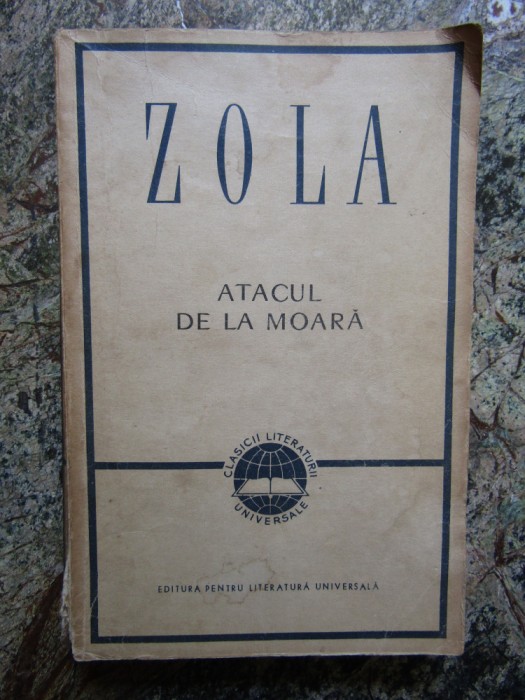 ZOLA
ATACUL
DE LA MOARĂ
CLASICII LITERATURII
UNIVERSALE
EDITURA PENTRU LITERATURĂ UNIVERSALĂ